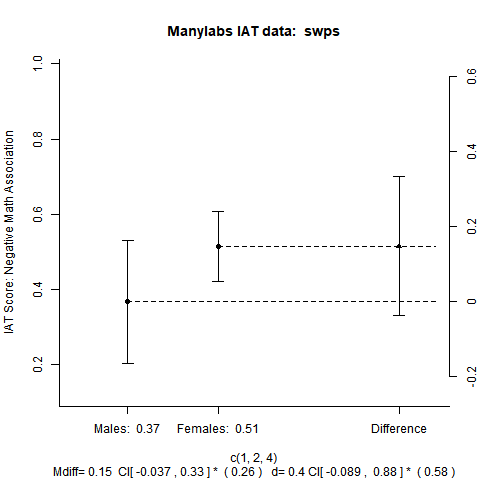 Manylabs IAT data:  swps
IAT Score: Negative Math Association
1.0
0.8
0.6
0.4
0.2
0.6
0.4
0.2
0
-0.2
Males:  0.37
Females:  0.51
Difference
c(1, 2, 4)
Mdiff= 0.15  CI[ -0.037 , 0.33 ] *  ( 0.26 )   d= 0.4 CI[ -0.089 ,  0.88 ] *  ( 0.58 )